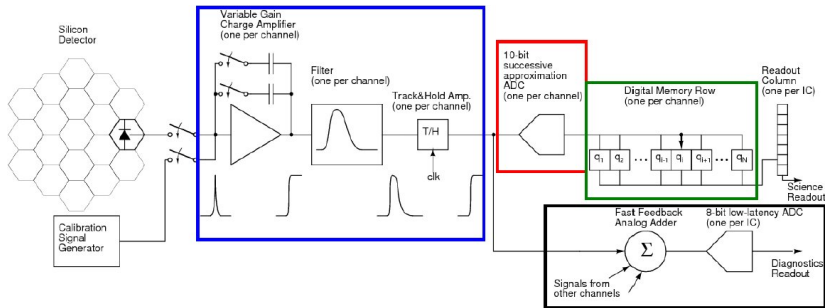 Silicon
Detector
Variable Gain
Charge Amplifier
(one per channel)
Filter
(one per channel)
Track&Hold Amp.
(one per channel)
T/H
clk
10-bit
successive
approximation
ADC
(one per channel)
Digital Memory Row
(one per channel)
q1 q2 ... qi-1 qi qi+1 ... qN
Readout
Column
(one per IC)
Science
Readout
Calibration
Signal
Generator
Fast Feedback
Analog Adder
Σ
8-bit low-latency ADC
(one per IC)
Signals from
other channels
Diagnostics
Readout